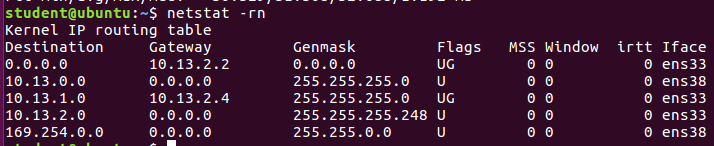 student@ubuntu:~$ netstat -rn
Kernel IP routing table
Destination Gateway Genmask Flags MSS Window irtt Iface
0.0.0.0 10.13.2.2 0.0.0.0 UG 0 0 0 ens33
10.13.0.0 0.0.0.0 255.255.255.0 U 0 0 0 ens38
10.13.1.0 10.13.2.4 255.255.255.0 UG 0 0 0 ens33
10.13.2.0 0.0.0.0 255.255.255.248 U 0 0 0 ens33
169.254.0.0 0.0.0.0 255.255.0.0 U 0 0 0 ens38